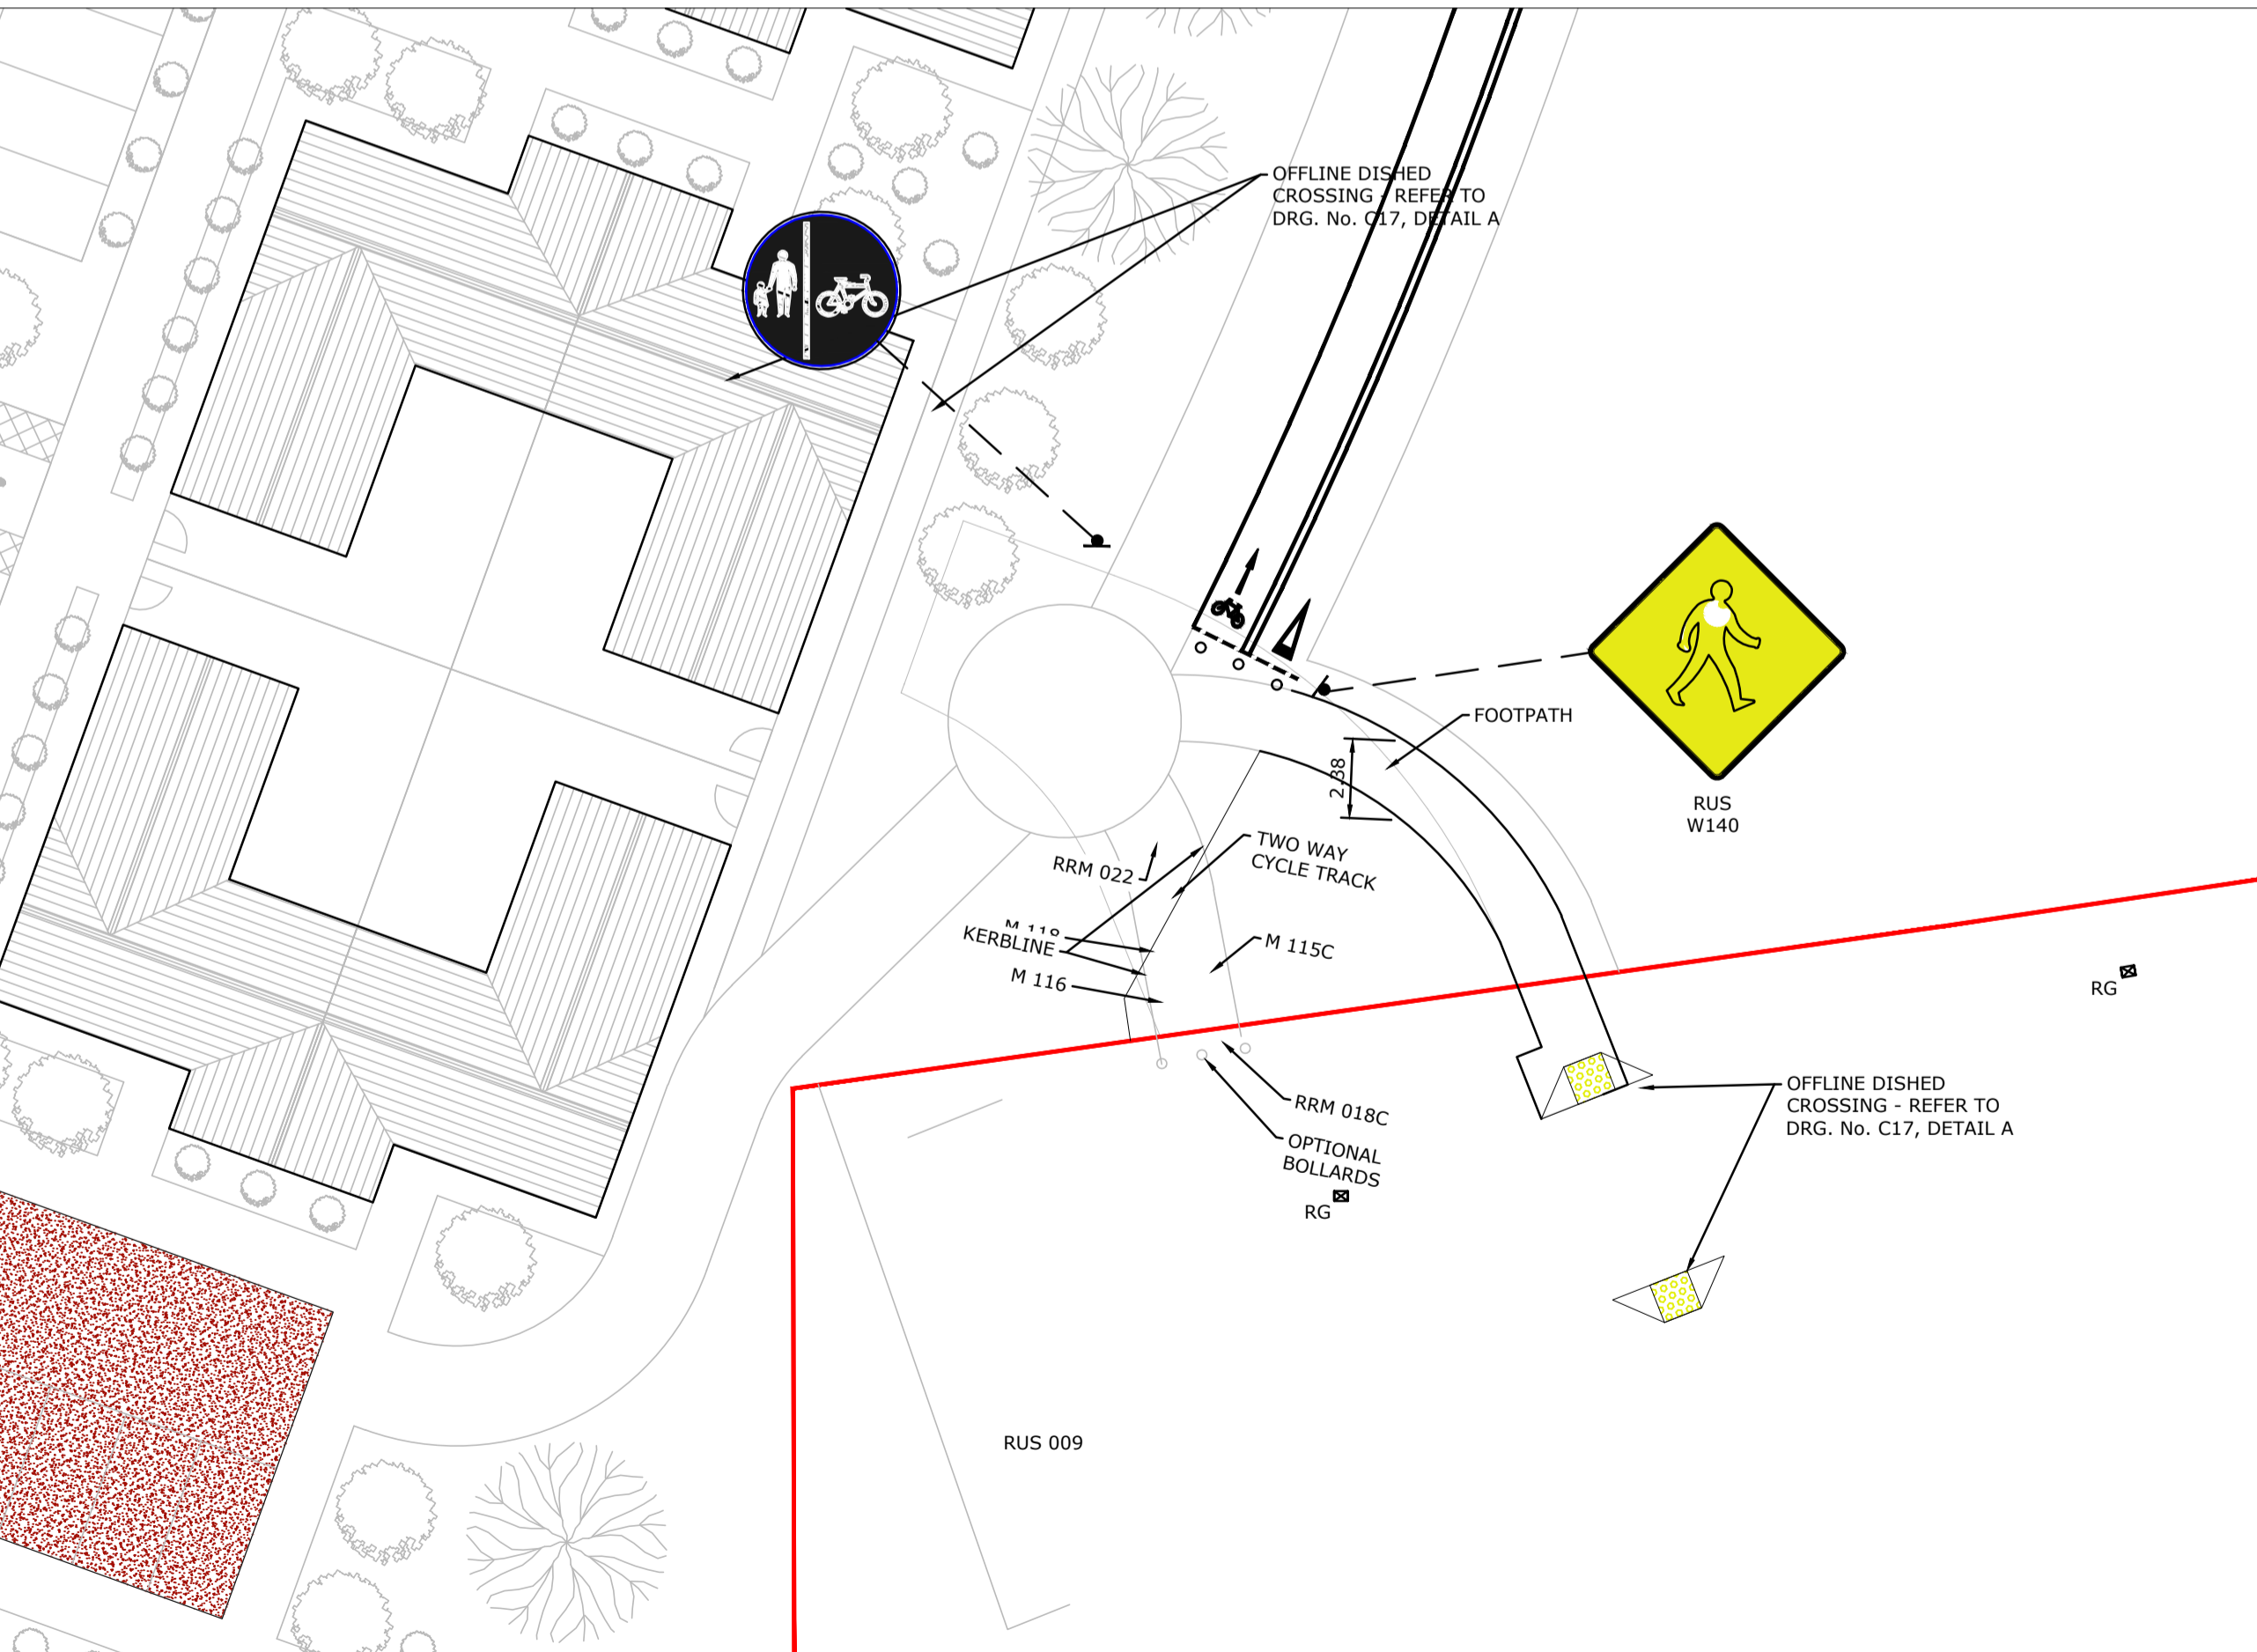 OFFLINE DISHED
CROSSING - REFER TO
DRG. No. C17, DETAIL A
FOOTPATH
2.38
RUS
W140
TWO WAY
CYCLE TRACK
RRM 022
M 118
KERBLINE
M 115C
M 116
RG
RRM 018C
OPTIONAL
BOLLARDS
RG
OFFLINE DISHED
CROSSING - REFER TO
DRG. No. C17, DETAIL A
RUS 009